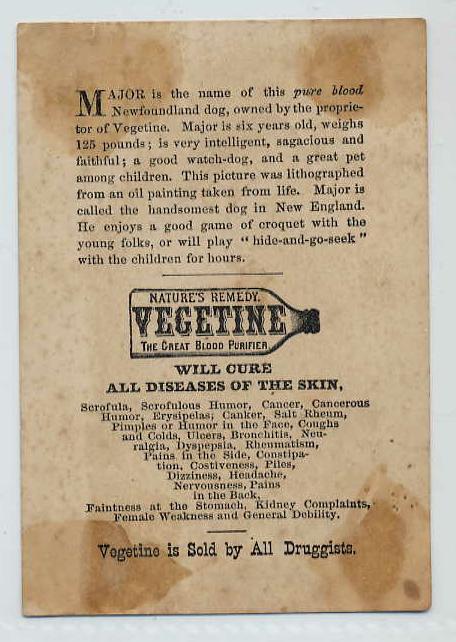 MAJOR is the name of this pure blood
Newfoundland dog, owned by the proprie-
tor of Vegetine. Major is six years old, weighs
125 pounds; is very intelligent, sagacious and
faithful; a good watch-dog, and a great pet
among children. This picture was lithographed
from an oil painting taken from life. Major is
called the handsomest dog in New England.
He enjoys a good game of croquet with the
young folks, or will play "hide-and-go-seek"
with the children for hours.
NATURE'S REMEDY.
VEGETINE
THE GREAT BLOOD PURIFIER
WILL CURE
ALL DISEASES OF THE SKIN,
Scrofula, Scrofulous Humor, Cancer, Cancerous
Humor, Erysipelas; Canker, Salt Rheum,
Pimples or Humor in the Face, Coughs
and Colds, Ulcers, Bronchitis, Neu-
ralgia, Dyspepsia, Rheumatism,
Pains in the Side, Constipa-
tion, Costiveness, Piles,
Dizziness, Headache,
Nervousness, Pains
in the Back,
Faintness at the Stomach, Kidney Complaints,
Female Weakness and General Debility.
Vegetine is Sold by All Druggists.